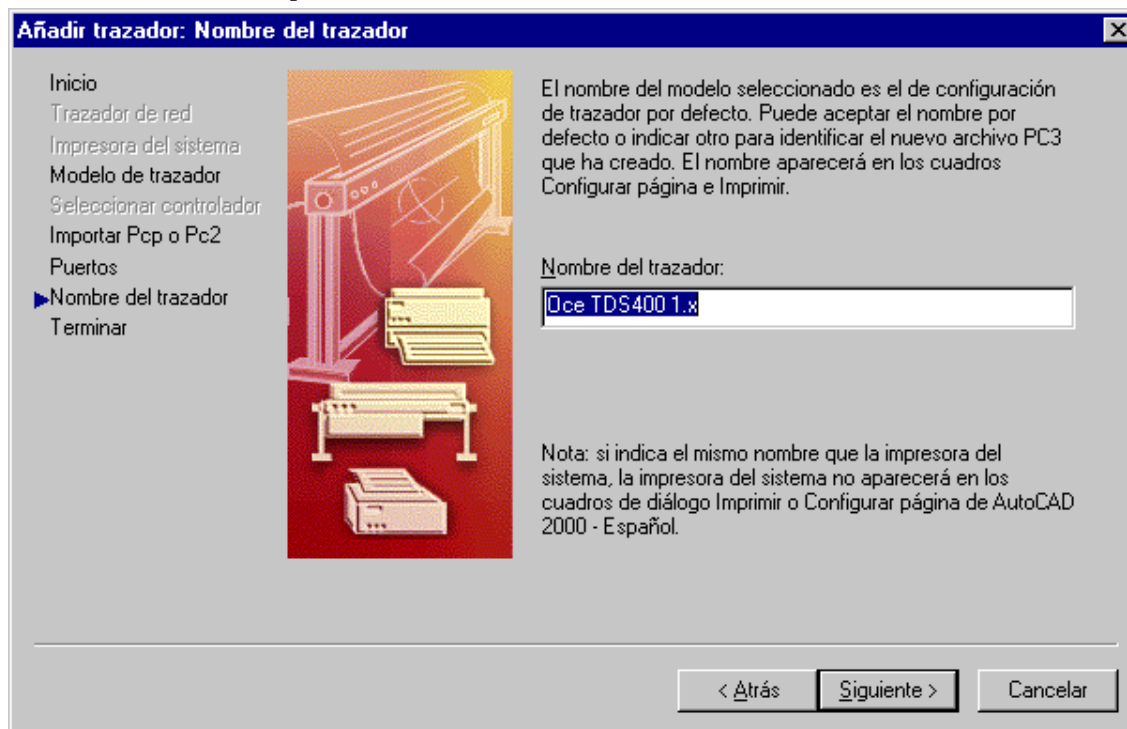 Añadir trazador: Nombre del trazador
Inicio
Trazador de red
Impresora del sistema
Modelo de trazador
Seleccionar controlador
Importar Pcp o Pc2
Puertos
Nombre del trazador
Terminar
El nombre del modelo seleccionado es el de configuración
de trazador por defecto. Puede aceptar el nombre por
defecto o indicar otro para identificar el nuevo archivo PC3
que ha creado. El nombre aparecerá en los cuadros
Configurar página e Imprimir.
Nombre del trazador:
Oce TDS400 1.x
Nota: si indica el mismo nombre que la impresora del
sistema, la impresora del sistema no aparecerá en los
cuadros de diálogo Imprimir o Configurar página de AutoCAD
2000 - Español.
< Atrás
Siguiente >
Cancelar